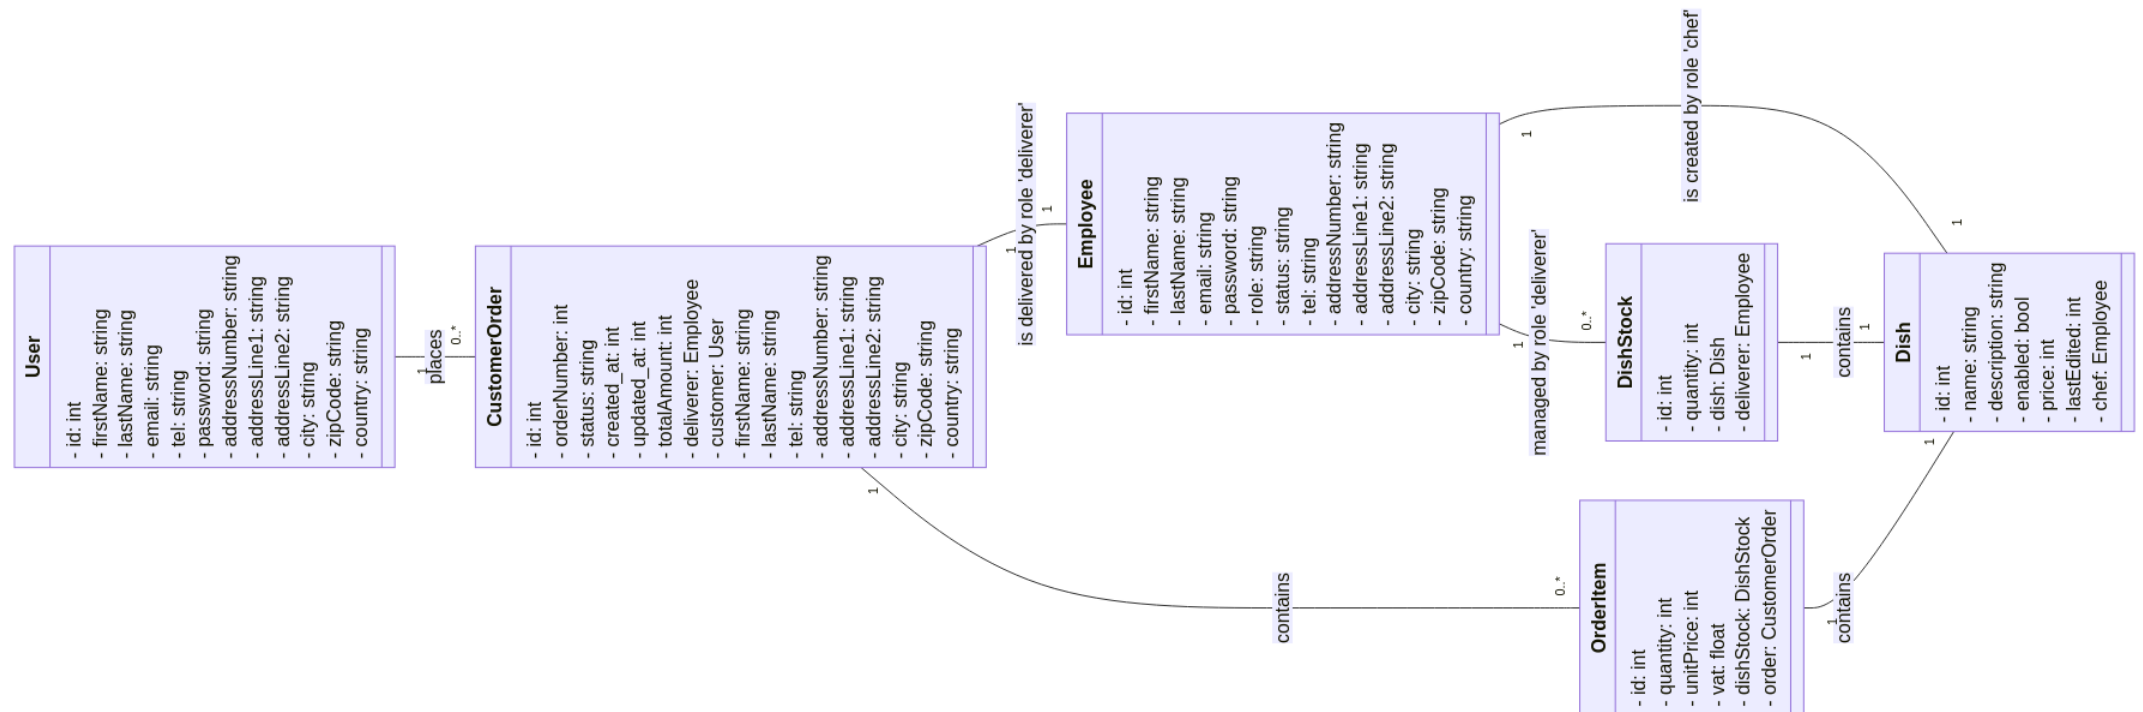 User
- id: int
- firstName: string
- lastName: string
- email: string
- tel: string
- password: string
- addressNumber: string
- addressLine1: string
- addressLine2: string
- city: string
- zipCode: string
- country: string
1
places
0..*
CustomerOrder
- id: int
- orderNumber: int
- status: string
- created_at: int
- updated_at: int
- totalAmount: int
- deliverer: Employee
- customer: User
- firstName: string
- lastName: string
- tel: string
- addressNumber: string
- addressLine1: string
- addressLine2: string
- city: string
- zipCode: string
- country: string
1
is delivered by role 'deliverer'
1
Employee
- id: int
- firstName: string
- lastName: string
- email: string
- password: string
- role: string
- status: string
- tel: string
- addressNumber: string
- addressLine1: string
- addressLine2: string
- city: string
- zipCode: string
- country: string
1
is created by role 'chef'
1
1
managed by role 'deliverer'
0..*
DishStock
- id: int
- quantity: int
- dish: Dish
- deliverer: Employee
1
contains
1
Dish
- id: int
- name: string
- description: string
- enabled: bool
- price: int
- lastEdited: int
- chef: Employee
1
contains
0..*
OrderItem
- id: int
- quantity: int
- unitPrice: int
- vat: float
- dishStock: DishStock
- order: CustomerOrder
1
contains
1